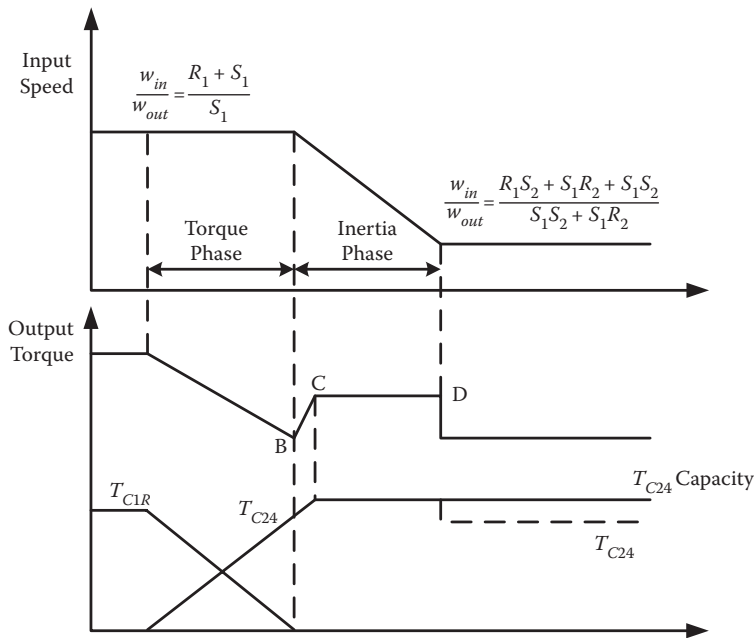 Input
Speed
w_in/w_out = (R_1 + S_1)/S_1
w_in/w_out = (R_1S_2 + S_1R_2 + S_1S_2)/(S_1S_2 + S_1R_2)
Torque
Phase
Inertia
Phase
Output
Torque
C
D
B
T_C1R
T_C24
T_C24 Capacity
T_C24